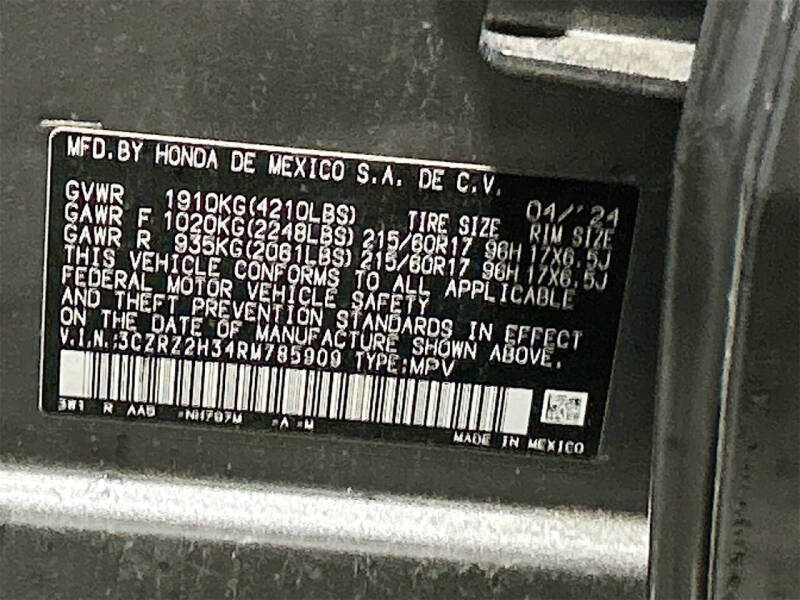 MFD.BY HONDA DE MEXICO S.A. DE C.V.
04/'24
GVWR 1910KG(4210LBS) TIRE SIZE RIM SIZE
GAWR F 1020KG(2248LBS) 215/60R17 96H 17X6.5J
GAWR R 935KG(2061LBS) 215/60R17 96H 17X6.5J
THIS VEHICLE CONFORMS TO ALL APPLICABLE
FEDERAL MOTOR VEHICLE SAFETY
AND THEFT PREVENTION STANDARDS IN EFFECT
ON THE DATE OF MANUFACTURE SHOWN ABOVE.
V.I.N.:3CZRZ2H34RM785909 TYPE:MPV
3W1 R AAB *NH797M *A *M
MADE IN MEXICO